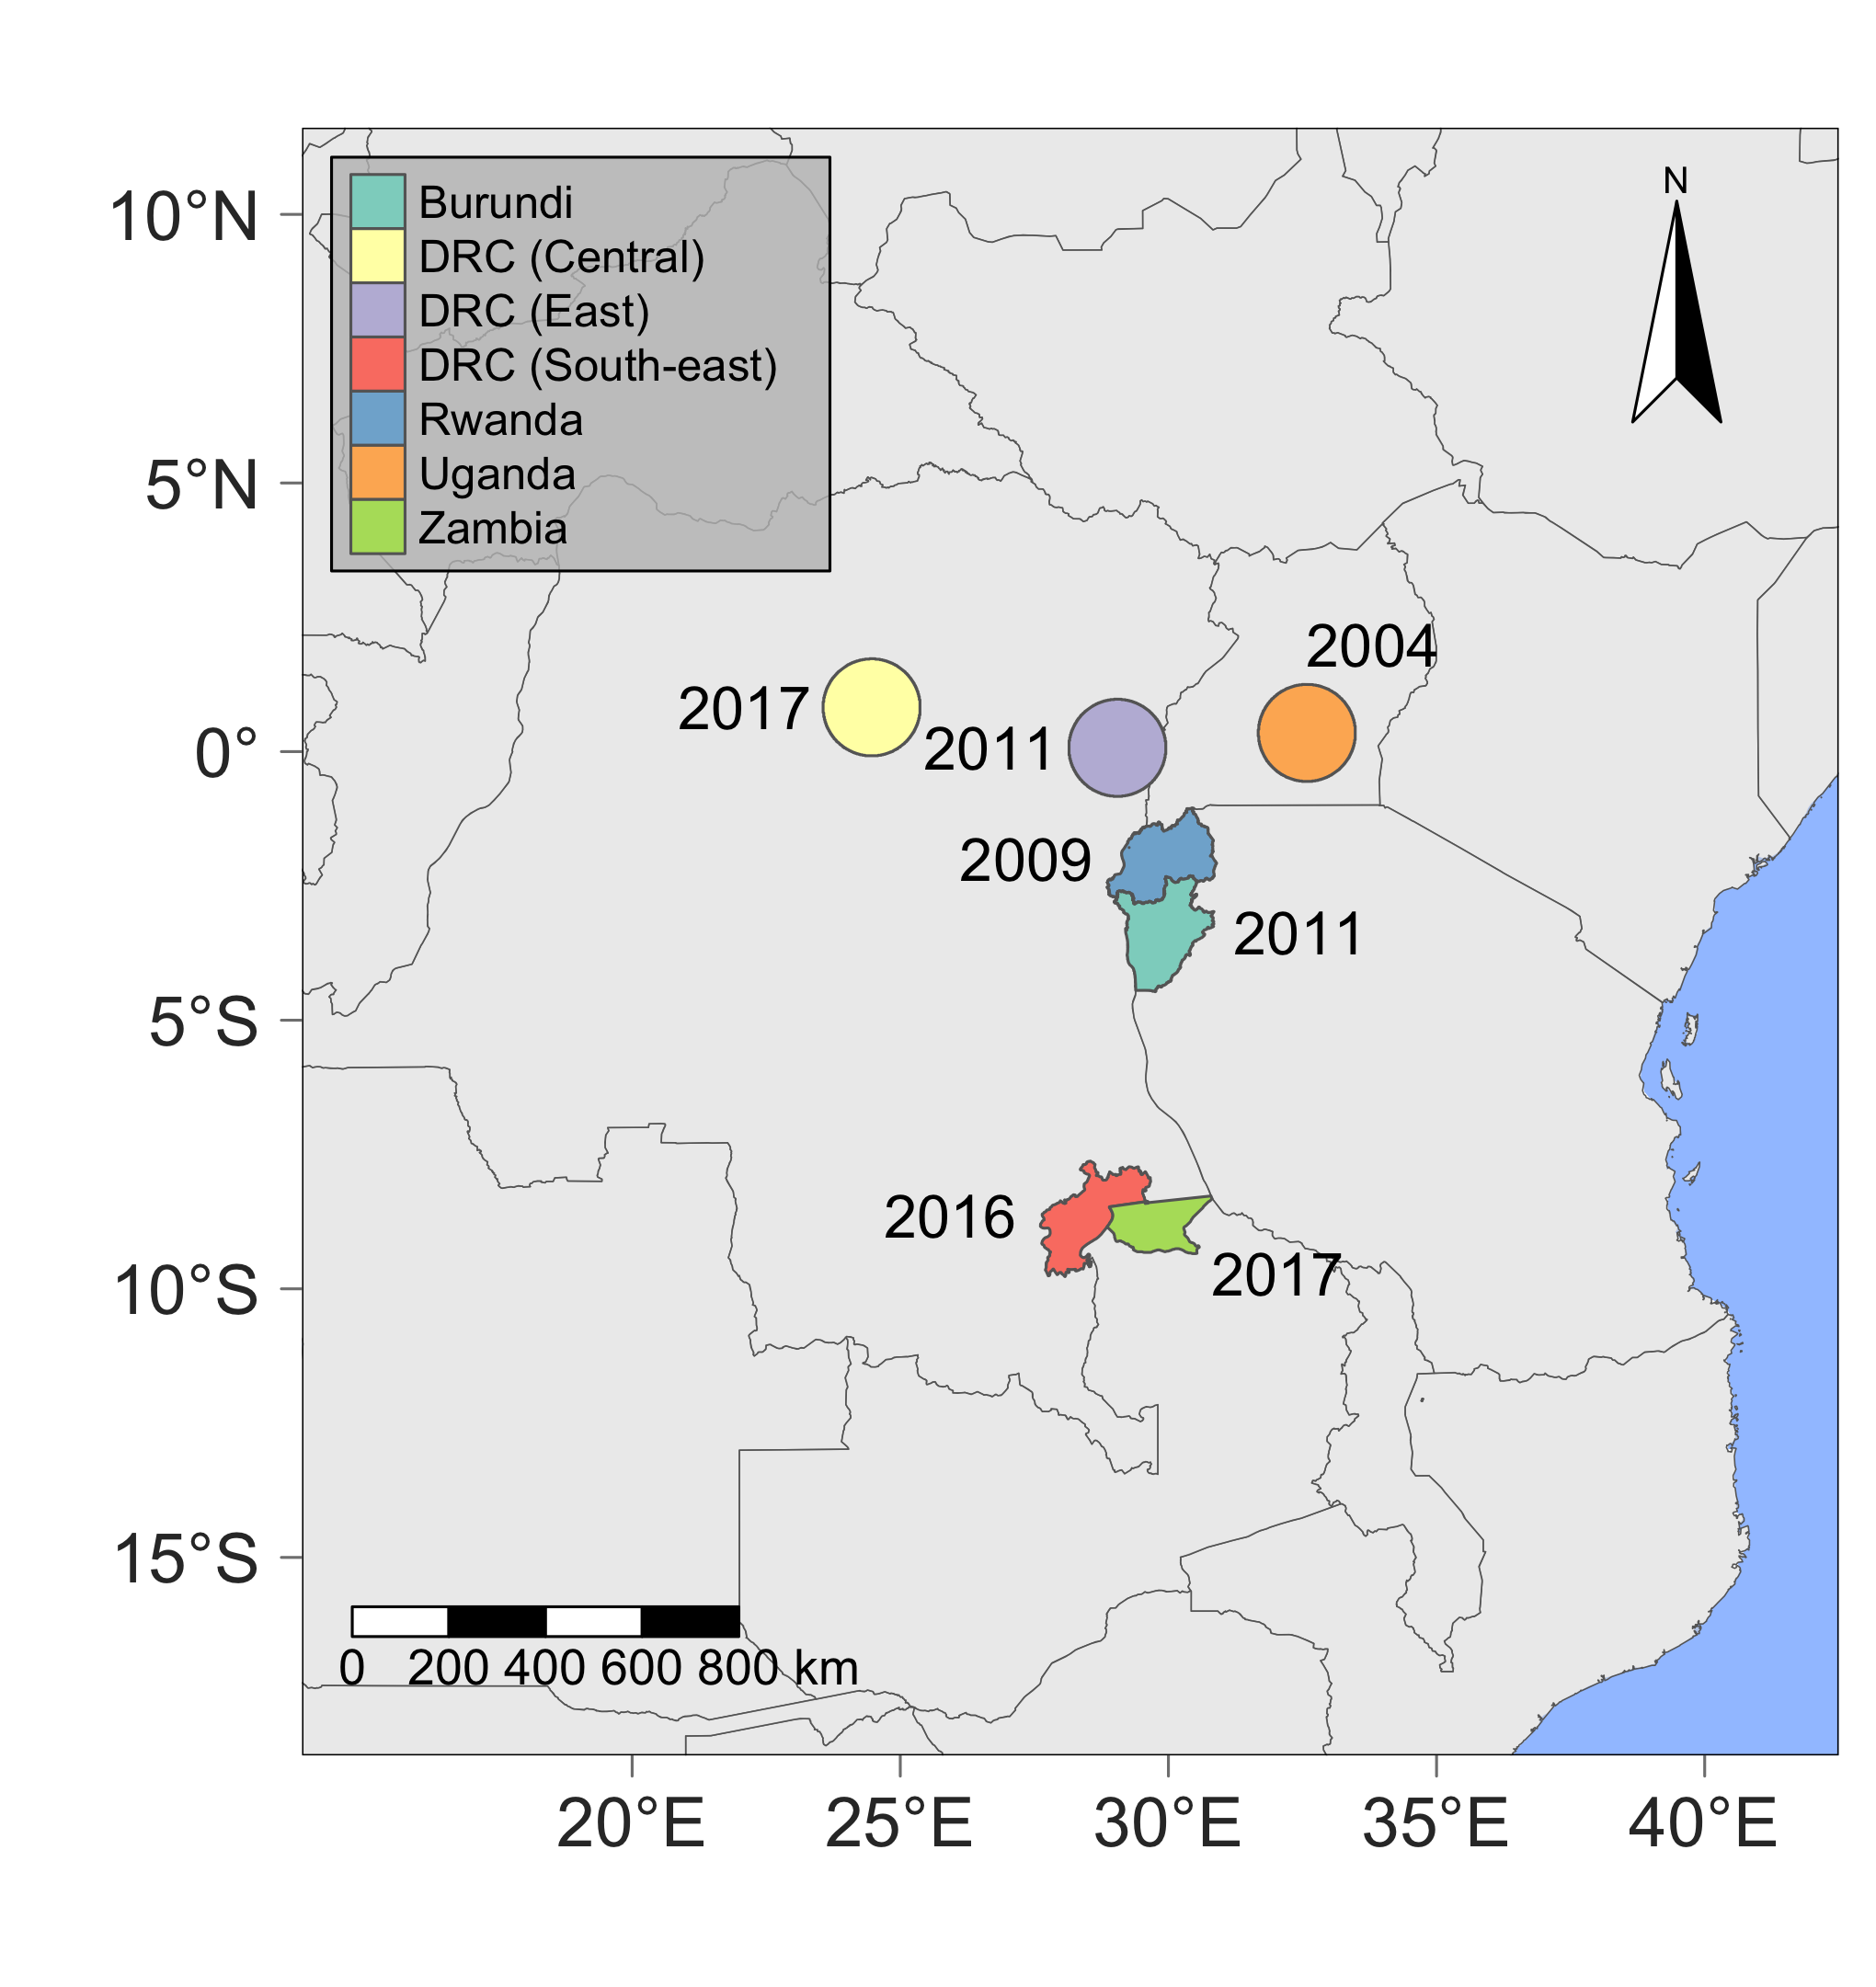 N
10°N
5°N
0°
5°S
10°S
15°S
Burundi
DRC (Central)
DRC (East)
DRC (South-east)
Rwanda
Uganda
Zambia
2004
2017
2011
2009
2011
2016
2017
0 200 400 600 800 km
20°E 25°E 30°E 35°E 40°E